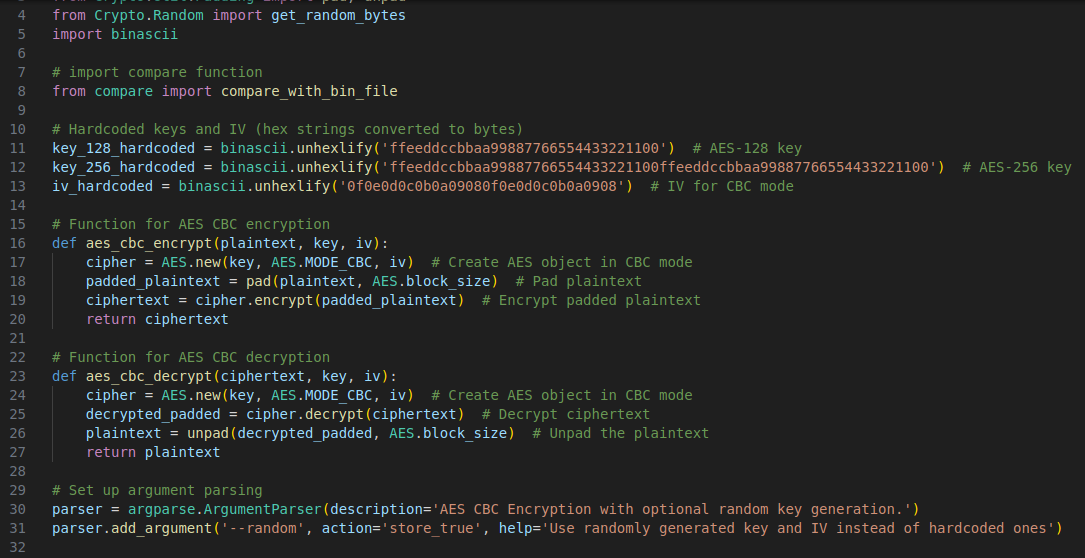 4 from Crypto.Random import get_random_bytes
5 import binascii
6
7 # import compare function
8 from compare import compare_with_bin_file
9
10 # Hardcoded keys and IV (hex strings converted to bytes)
11 key_128_hardcoded = binascii.unhexlify('ffeeddccbbaa99887766554433221100') # AES-128 key
12 key_256_hardcoded = binascii.unhexlify('ffeeddccbbaa99887766554433221100ffeeddccbbaa99887766554433221100') # AES-256 key
13 iv_hardcoded = binascii.unhexlify('0f0e0d0c0b0a09080f0e0d0c0b0a0908') # IV for CBC mode
14
15 # Function for AES CBC encryption
16 def aes_cbc_encrypt(plaintext, key, iv):
17     cipher = AES.new(key, AES.MODE_CBC, iv) # Create AES object in CBC mode
18     padded_plaintext = pad(plaintext, AES.block_size) # Pad plaintext
19     ciphertext = cipher.encrypt(padded_plaintext) # Encrypt padded plaintext
20     return ciphertext
21
22 # Function for AES CBC decryption
23 def aes_cbc_decrypt(ciphertext, key, iv):
24     cipher = AES.new(key, AES.MODE_CBC, iv) # Create AES object in CBC mode
25     decrypted_padded = cipher.decrypt(ciphertext) # Decrypt ciphertext
26     plaintext = unpad(decrypted_padded, AES.block_size) # Unpad the plaintext
27     return plaintext
28
29 # Set up argument parsing
30 parser = argparse.ArgumentParser(description='AES CBC Encryption with optional random key generation.')
31 parser.add_argument('--random', action='store_true', help='Use randomly generated key and IV instead of hardcoded ones')
32